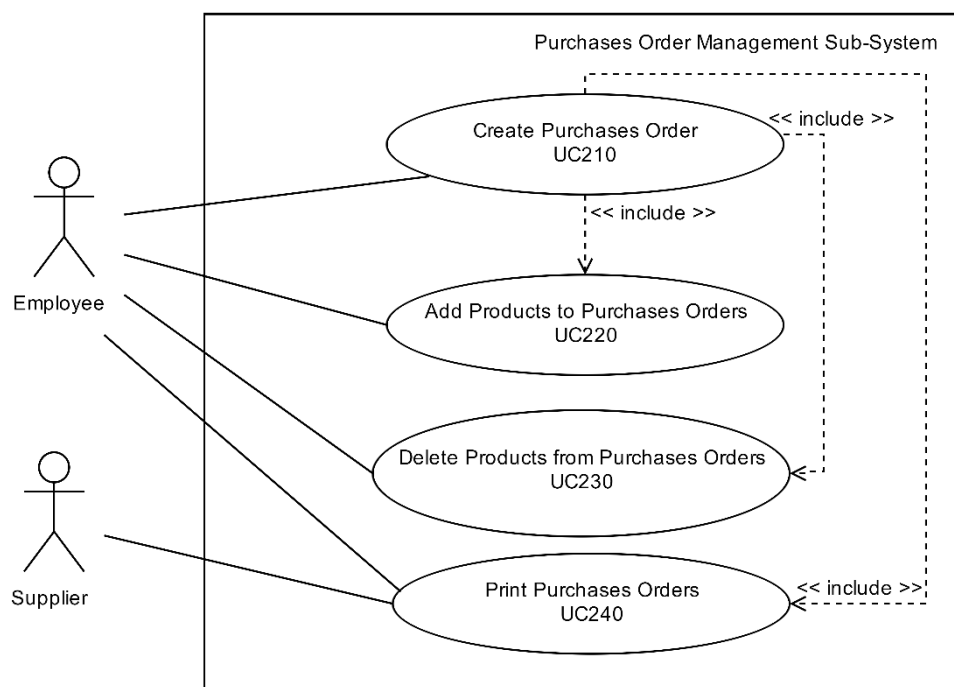 Purchases Order Management Sub-System
<< include >>
Create Purchases Order
UC210
<< include >>
Employee
Add Products to Purchases Orders
UC220
Delete Products from Purchases Orders
UC230
Supplier
Print Purchases Orders
UC240
<< include >>